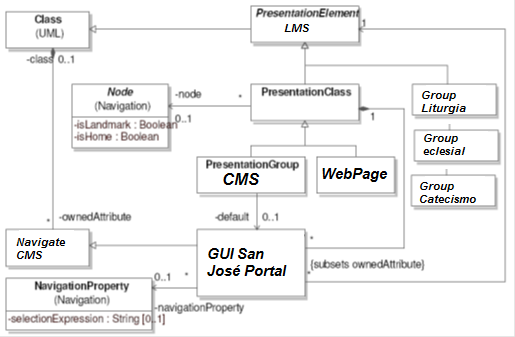 Class
(UML)
PresentationElement
LMS
1
-class 0..1
Node
(Navigation)
-isLandmark : Boolean
-isHome : Boolean
-node
*
0..1
PresentationClass
1
Group
Liturgia
Group
eclesial
Group
Catecismo
PresentationGroup
CMS
WebPage
* -ownedAttribute
-default
0..1
Navigate
CMS
GUI San
José Portal
*
{subsets ownedAttribute}
*
0..1
*
-navigationProperty
NavigationProperty
(Navigation)
-selectionExpression : String [0..1]